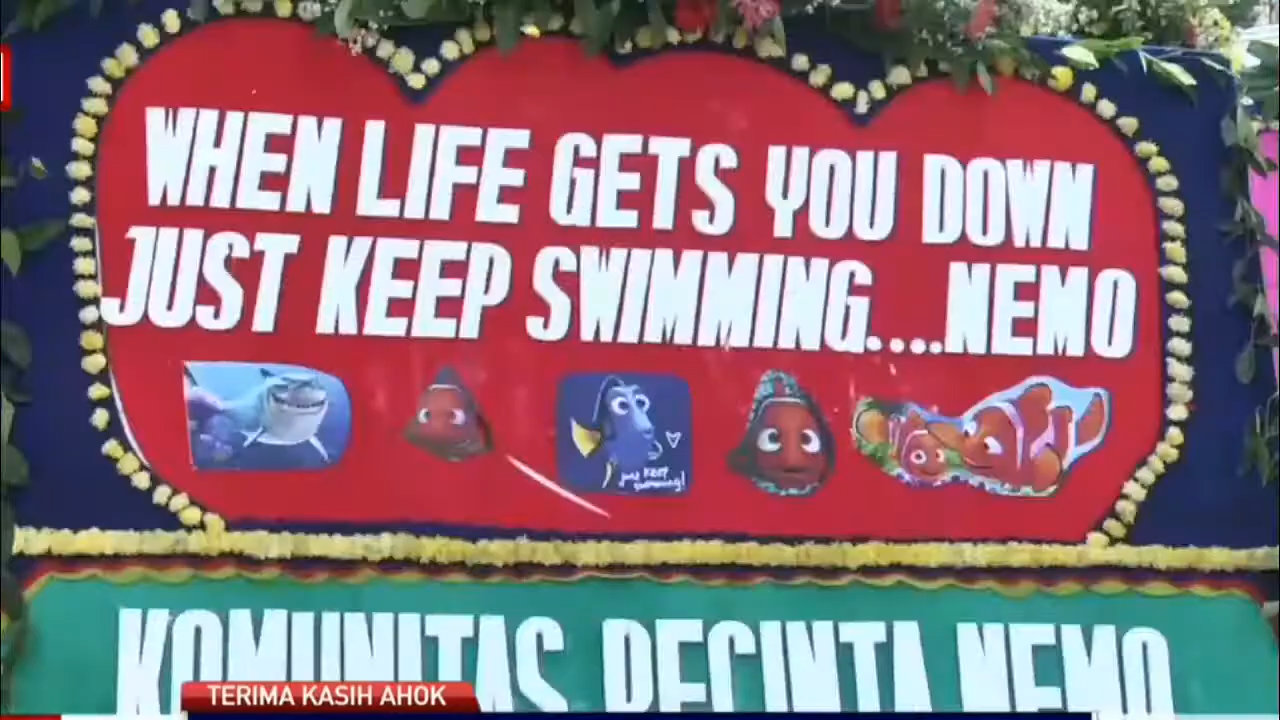 WHEN LIFE GETS YOU DOWN
JUST KEEP SWIMMING....NEMO
just KEEP
swimming!
KOMUNITAS PECINTA NEMO
TERIMA KASIH AHOK